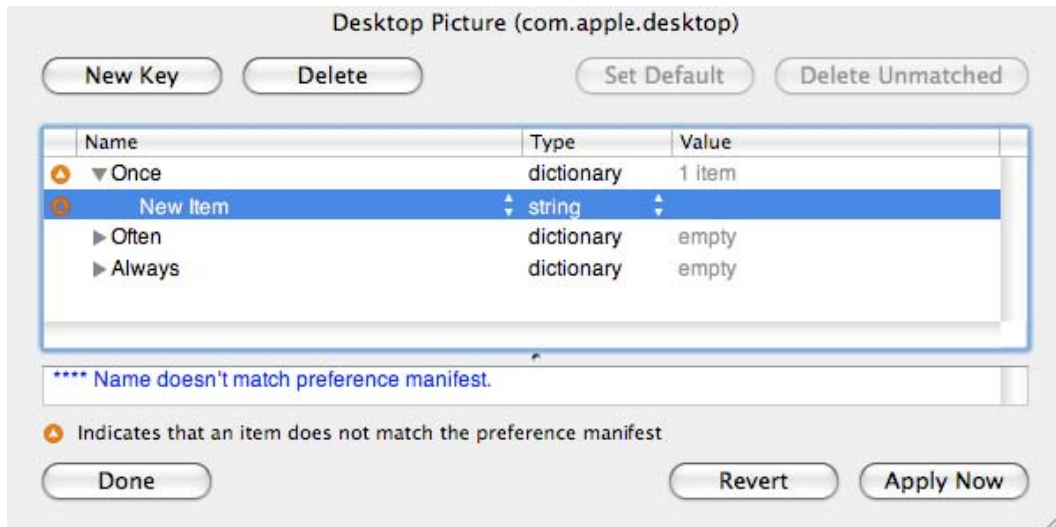 Desktop Picture (com.apple.desktop)
New Key Delete Set Default Delete Unmatched
Name Type Value
Once dictionary 1 item
New Item string
Often dictionary empty
Always dictionary empty
**** Name doesn't match preference manifest.
Indicates that an item does not match the preference manifest
Done Revert Apply Now